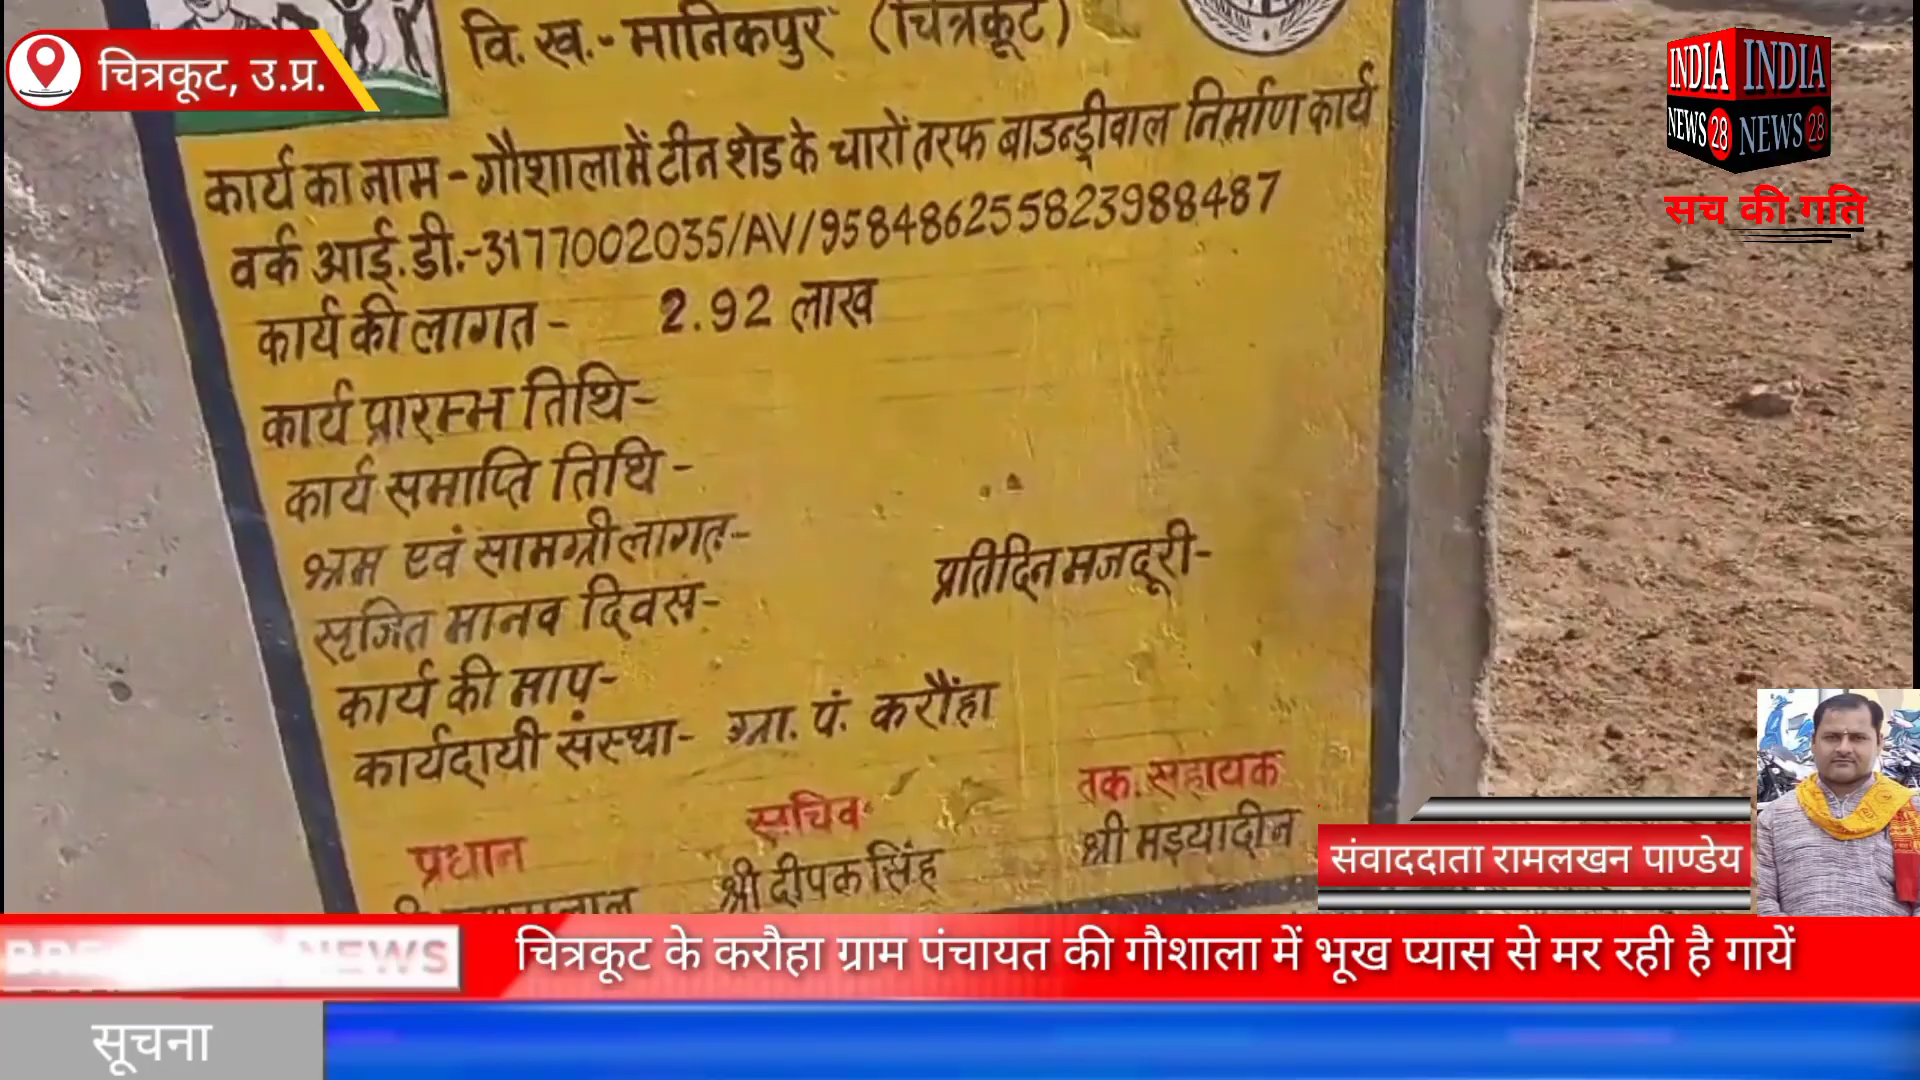 वि. ख.- मानिकपुर (चित्रकूट)
चित्रकूट, उ.प्र.
INDIA INDIA
NEWS 28 NEWS 28
सच की गति
कार्य का नाम - गौशाला में टीन शेड के चारों तरफ बाउन्ड्रीवाल निर्माण कार्य
वर्क आई.डी.-3177002035/AV/958486255823988487
कार्य की लागत - 2.92 लाख
कार्य प्रारम्भ तिथि-
कार्य समाप्ति तिथि -
श्रम एवं सामग्री लागत-
प्रतिदिन मजदूरी-
सृजित मानव दिवस-
कार्य की माप-
कार्यदायी संस्था- ग्रा. पं. करौंहा
प्रधान सचिव तक. सहायक
श्री दीपक सिंह श्री मइयादीन
संवाददाता रामलखन पाण्डेय
NEWS
चित्रकूट के करौहा ग्राम पंचायत की गौशाला में भूख प्यास से मर रही है गायें
सूचना